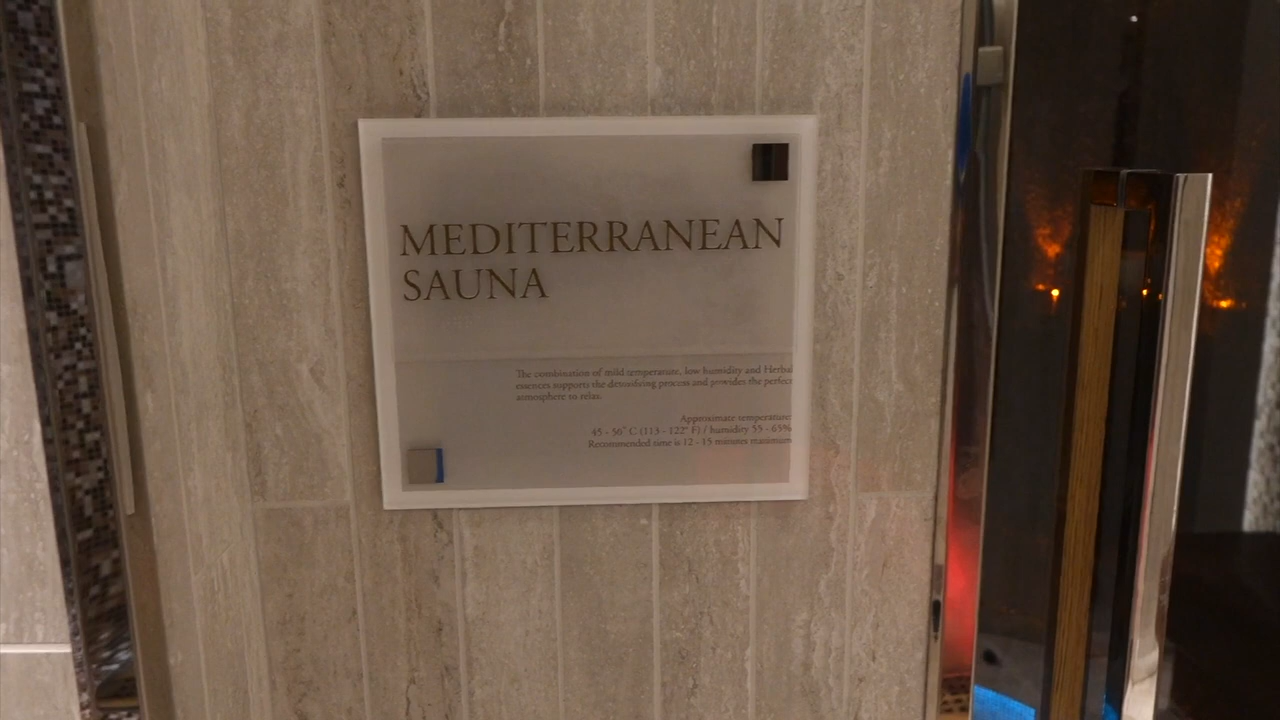 MEDITERRANEAN
SAUNA
The combination of mild temperature, low humidity and Herbal
essences supports the detoxifying process and provides the perfect
atmosphere to relax.
Approximate temperature:
45 - 50° C (113 - 122° F) / humidity 55 - 65%
Recommended time is 12 - 15 minutes maximum